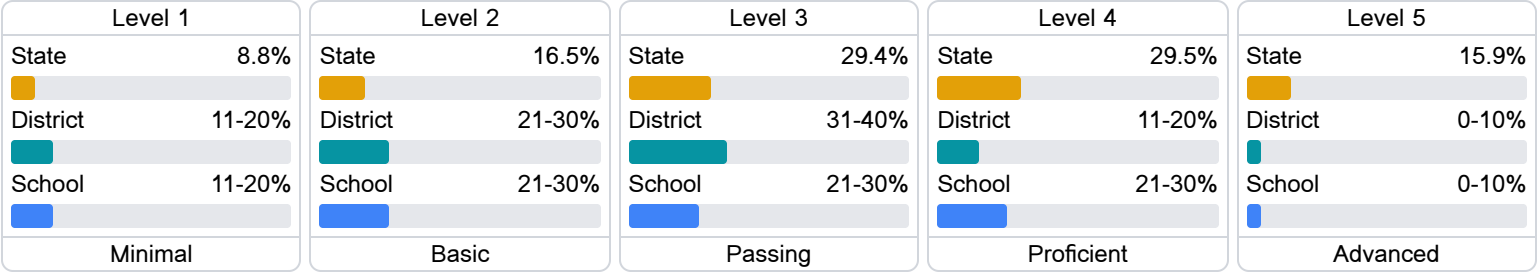 Level 1
State 8.8%
District 11-20%
School 11-20%
Minimal
Level 2
State 16.5%
District 21-30%
School 21-30%
Basic
Level 3
State 29.4%
District 31-40%
School 21-30%
Passing
Level 4
State 29.5%
District 11-20%
School 21-30%
Proficient
Level 5
State 15.9%
District 0-10%
School 0-10%
Advanced